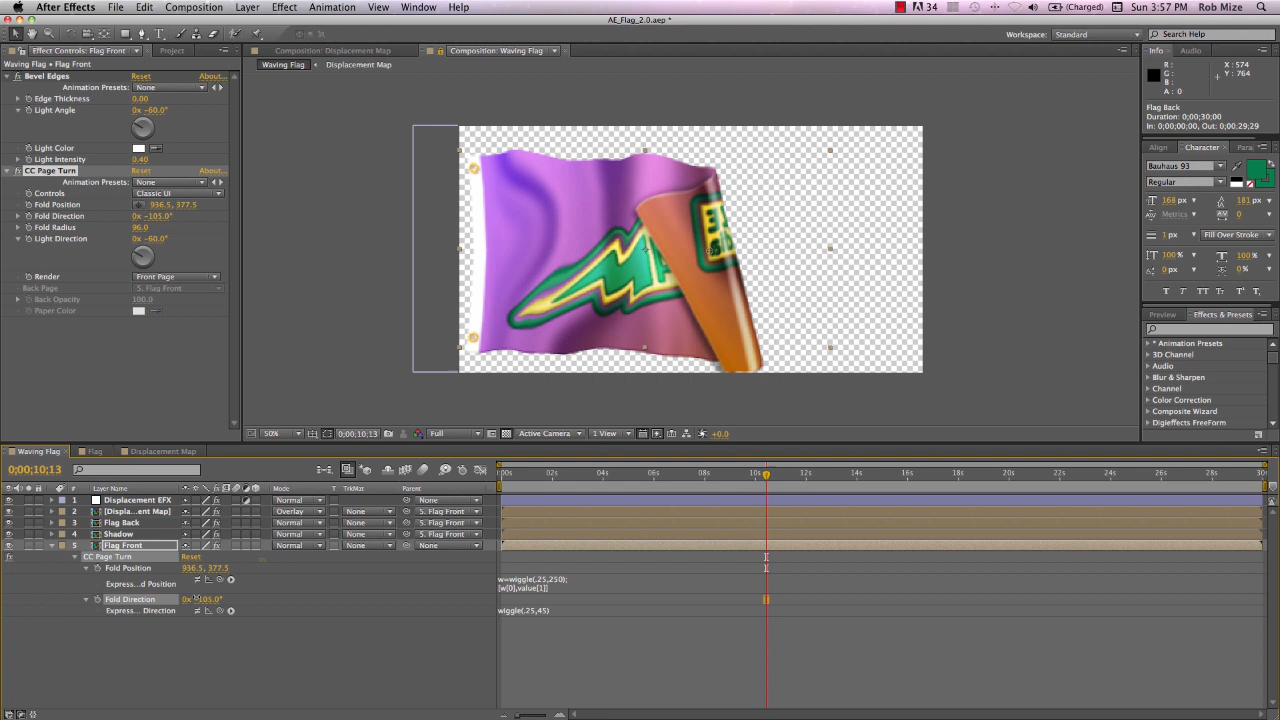 After Effects File Edit Composition Layer Effect Animation View Window Help 34 (Charged) Sun 3:57 PM Rob Mize
AE_Flag_2.0.aep *
Workspace: Standard Search Help
Effect Controls: Flag Front Project
Composition: Displacement Map Composition: Waving Flag
Info Audio
Waving Flag • Flag Front
Waving Flag Displacement Map
Bevel Edges Reset About...
Animation Presets: None
Edge Thickness 0.00
Light Angle 0x -60.0°
Light Color
Light Intensity 0.40
CC Page Turn Reset About...
Animation Presets: None
Controls Classic UI
Fold Position 936.5, 377.5
Fold Direction 0x -105.0°
Fold Radius 96.0
Light Direction 0x -60.0°
Render Front Page
Back Page 5. Flag Front
Back Opacity 100.0
Paper Color
R: X: 574
G: Y: 764
B:
A: 0
Flag Back
Duration: 0;00;30;00
In: 0;00;00;00, Out: 0;00;29;29
Align Character Para
Bauhaus 93
Regular
168 px 181 px
Metrics 0
1 px Fill Over Stroke
100% 100%
0 px 0%
T T TT Tr T¹ T₁
Preview Effects & Presets
* Animation Presets
3D Channel
Audio
Blur & Sharpen
Channel
Color Correction
Composite Wizard
Digieffects FreeForm
50% 0;00;10;13 Full Active Camera 1 View +0.0
Waving Flag Flag Displacement Map
0;00;10;13
:00s 02s 04s 06s 08s 10s 12s 14s 16s 18s 20s 22s 24s 26s 28s 30s
# Layer Name Mode T TrkMat Parent
1 Displacement EFX Normal None
2 [Displa...ent Map] Overlay None 5. Flag Front
3 Flag Back Normal None 5. Flag Front
4 Shadow Normal None 5. Flag Front
5 Flag Front Normal None None
CC Page Turn Reset
Fold Position 936.5, 377.5
Express...d Position
w=wiggle(.25,250);
[w[0],value[1]]
Fold Direction 0x -105.0°
Express... Direction wiggle(.25,45)